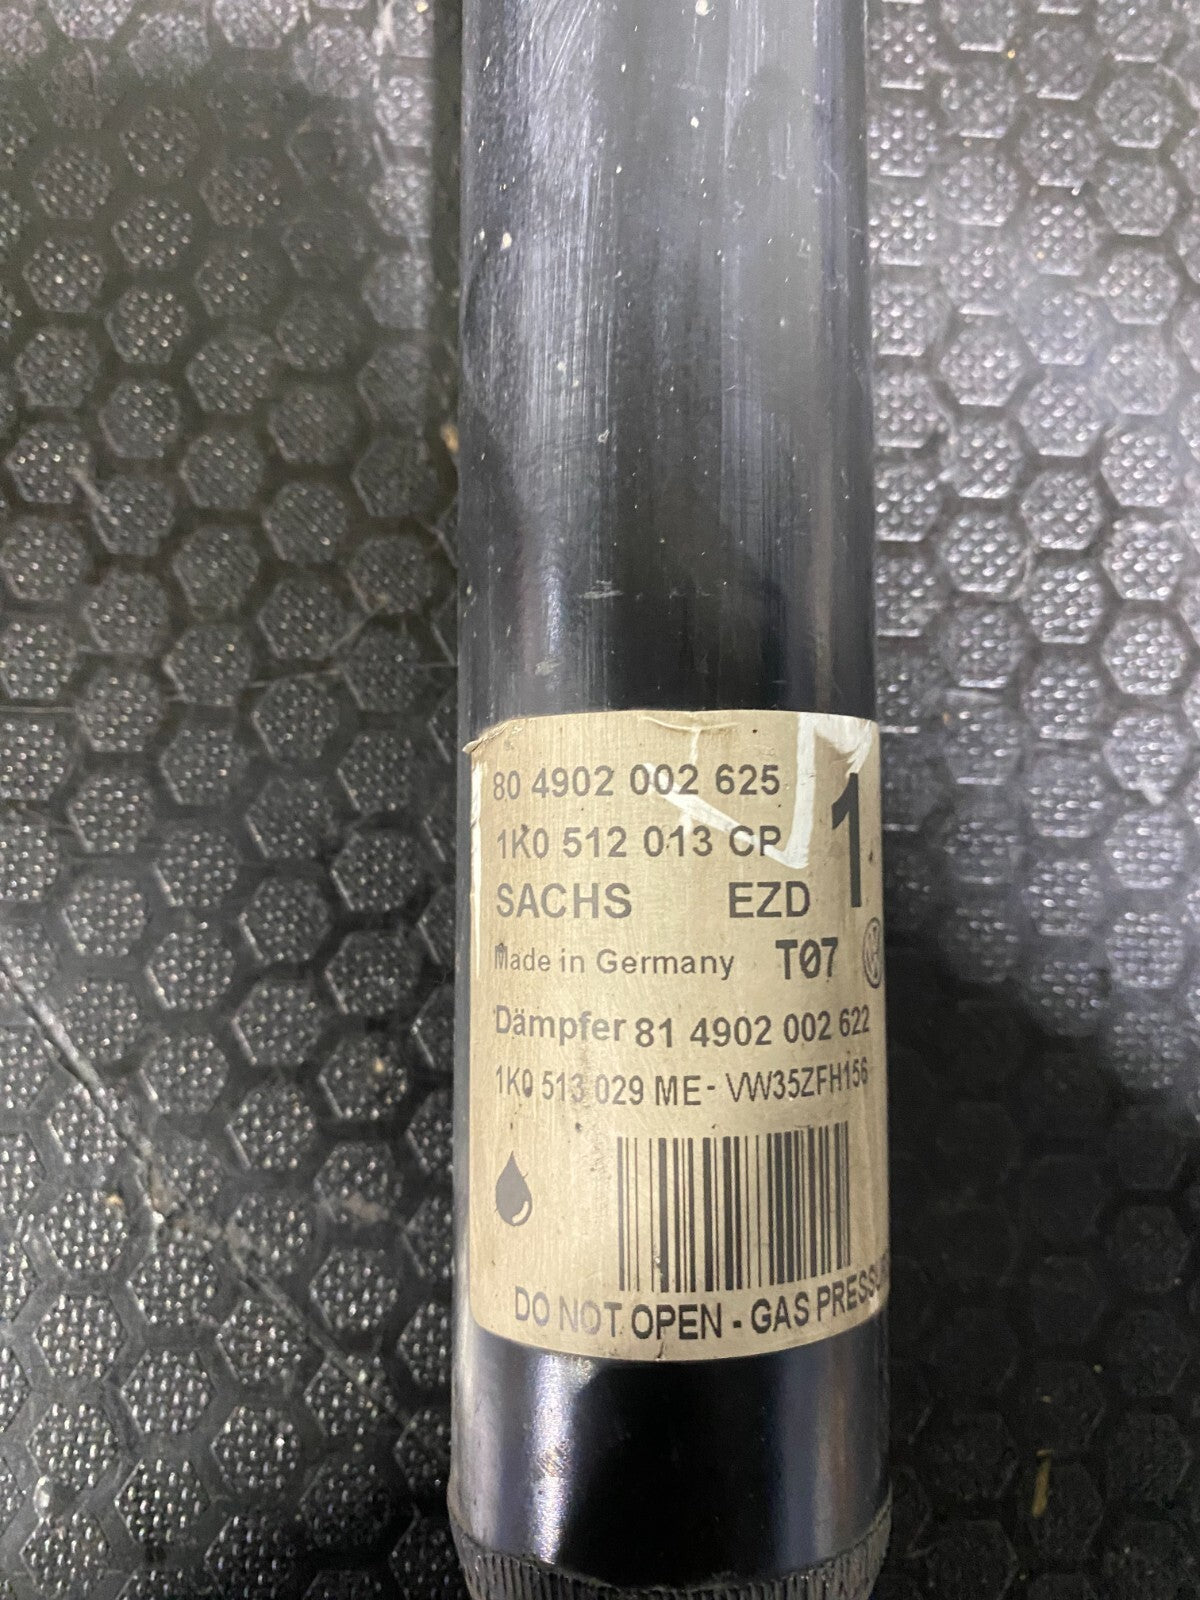 80 4902 002 625
1K0 512 013 CP 1
SACHS EZD
Made in Germany T07
Dämpfer 81 4902 002 622
1K0 513 029 ME- VW35ZFH156
DO NOT OPEN - GAS PRESSUR